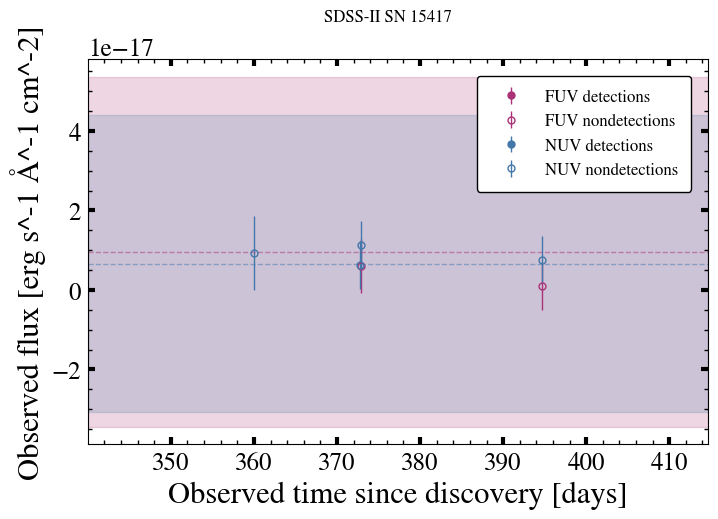 SDSS-II SN 15417
1e−17
FUV detections
FUV nondetections
NUV detections
NUV nondetections
4
2
0
−2
Observed flux [erg s^-1 Å^-1 cm^-2]
350 360 370 380 390 400 410
Observed time since discovery [days]